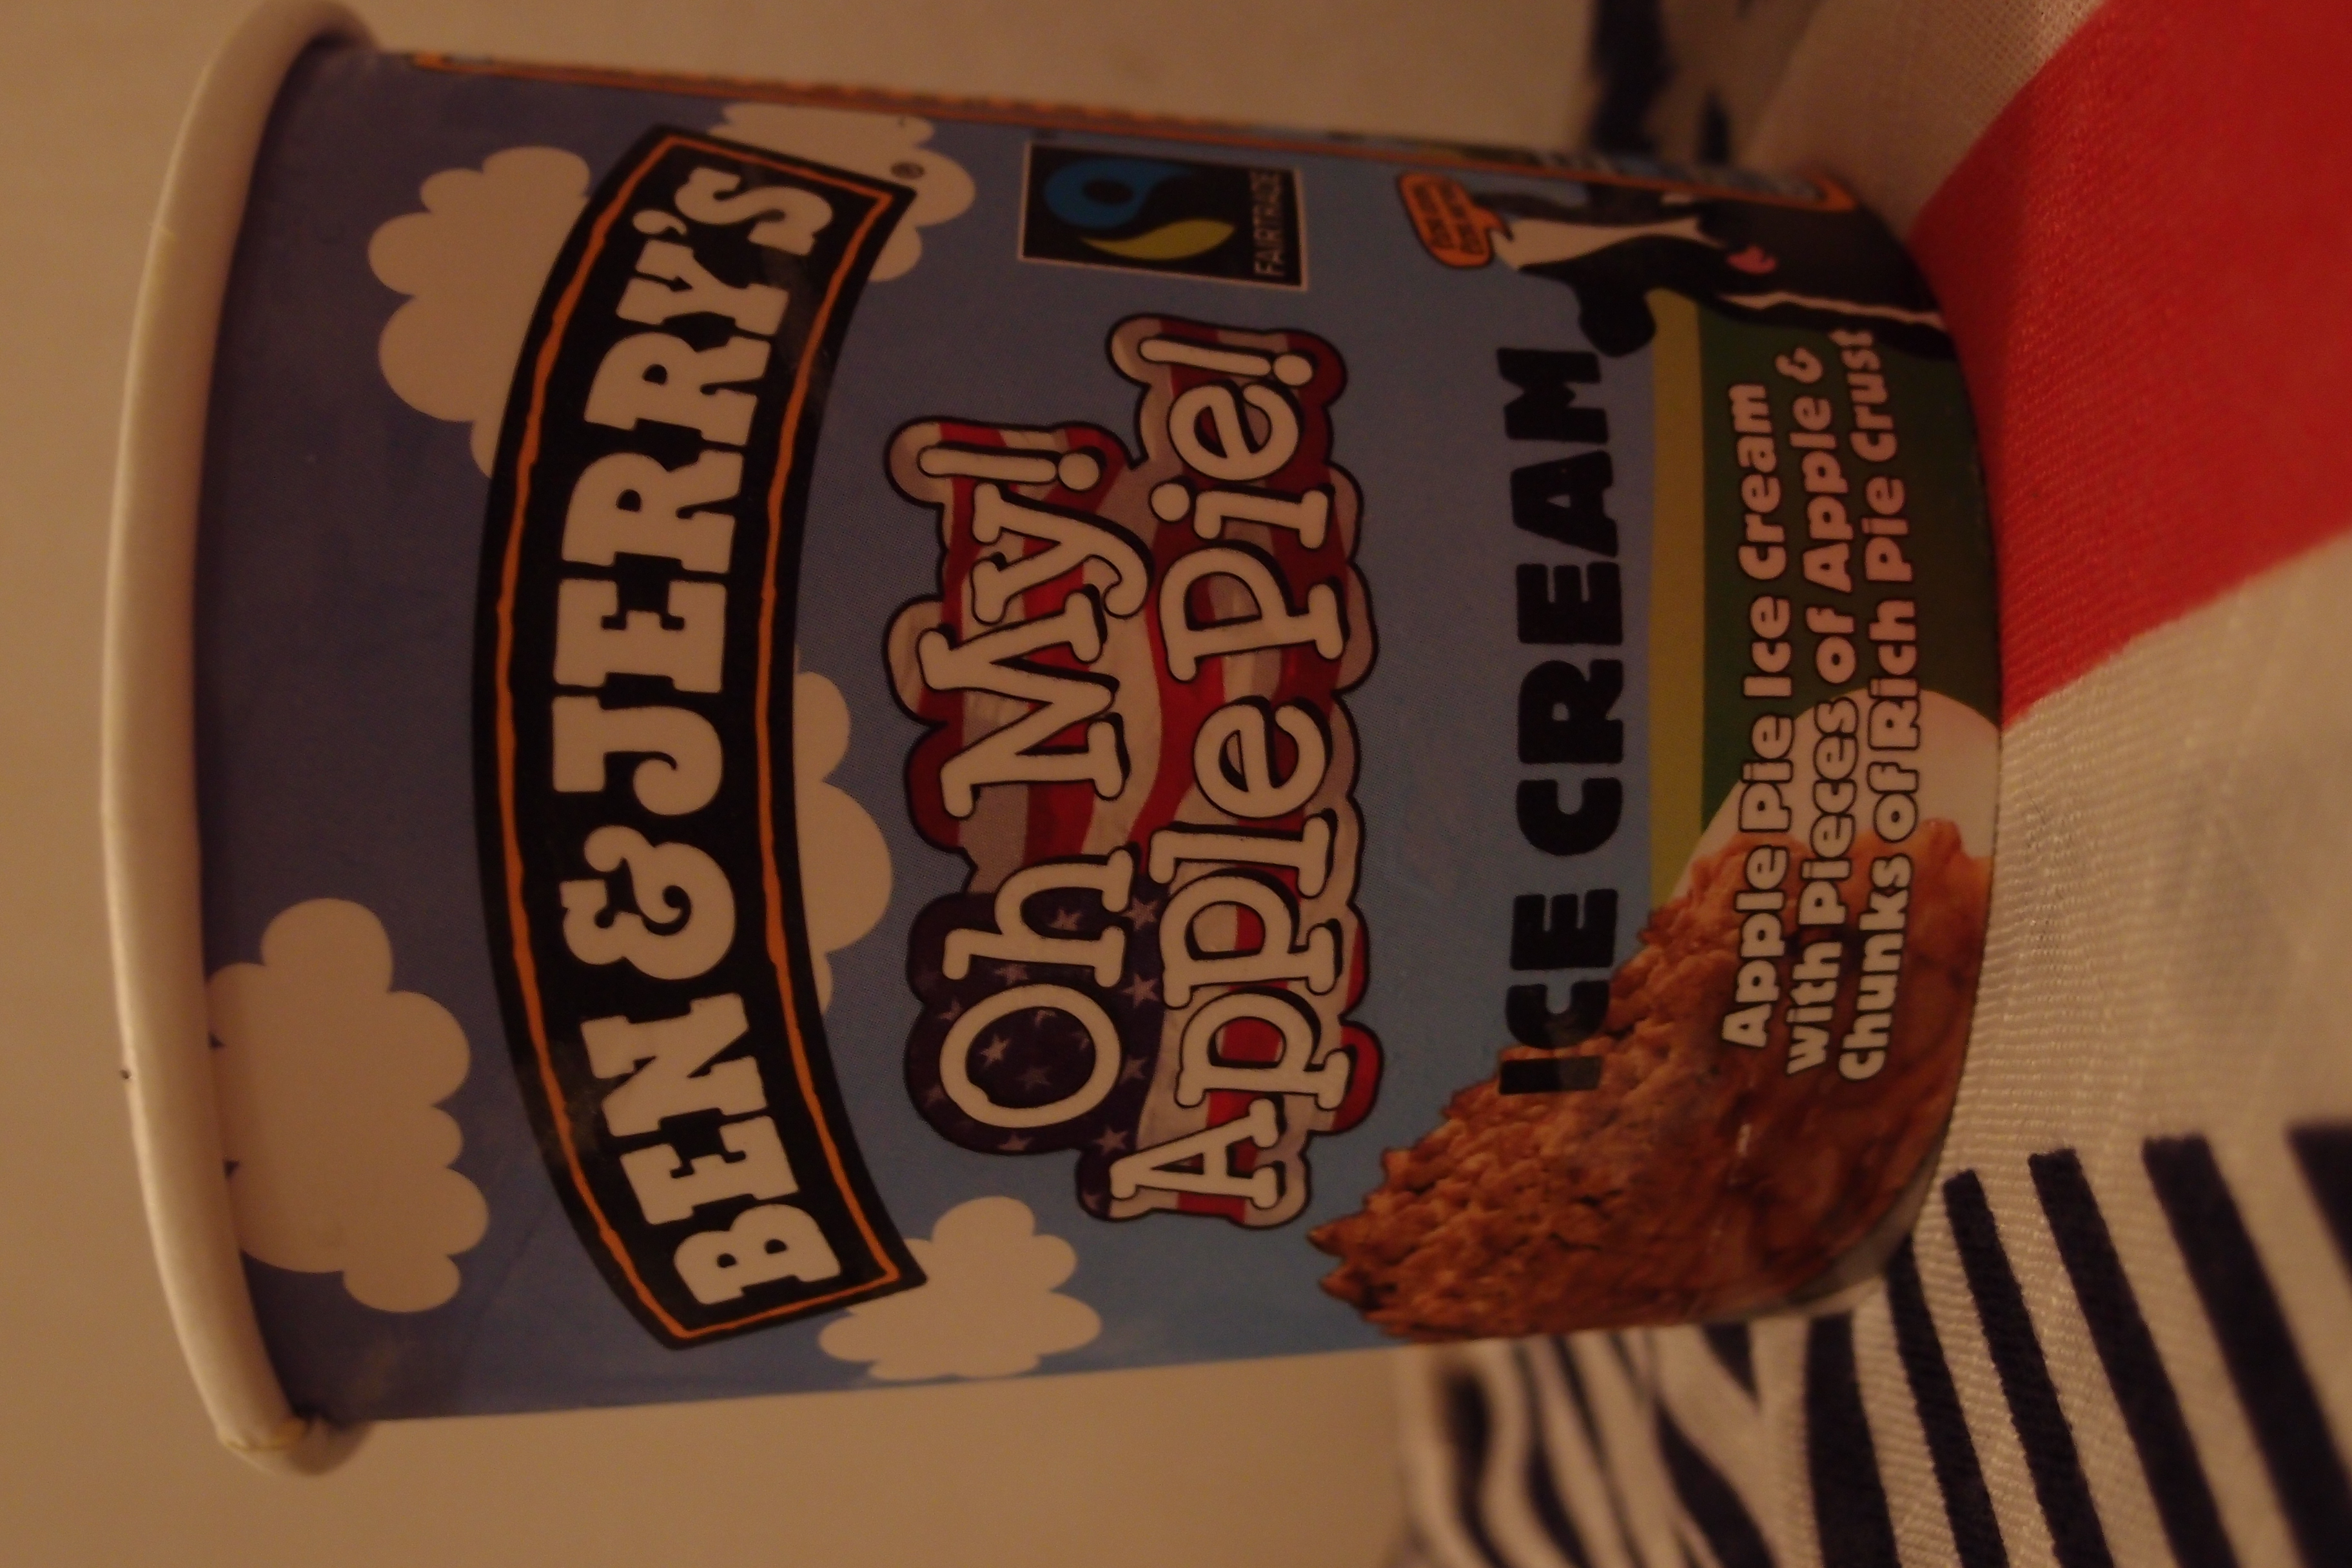 BEN & JERRY'S®
FAIRTRADE
Oh My!
Apple Pie!
ICE CREAM
Apple Pie Ice Cream
with Pieces of Apple &
Chunks of Rich Pie Crust